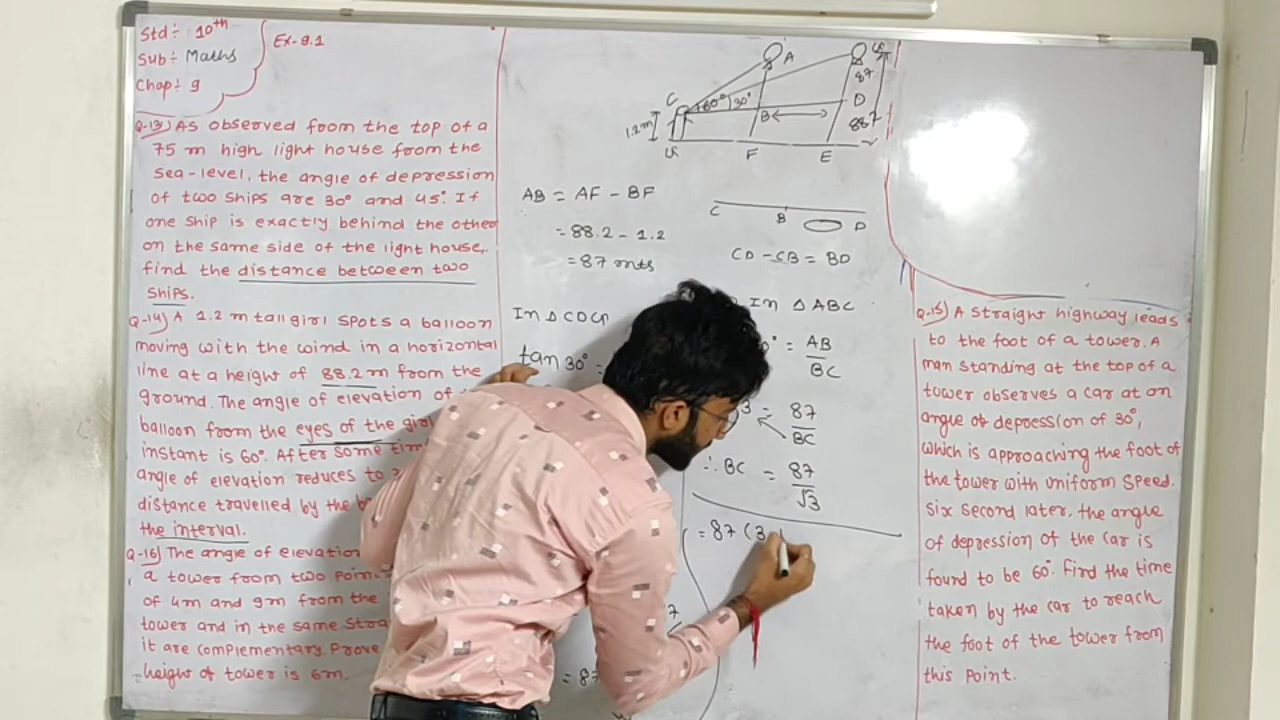 Std÷ 10th
Sub÷ Maths
Chap÷ 9
Ex-9.1
Q-13) As observed from the top of a
75 m high light house from the
sea-level, the angle of depression
of two ships are 30° and 45°. If
one ship is exactly behind the other
on the same side of the light house,
find the distance between two
ships.
Q-14) A 1.2 m tall girl spots a balloon
moving with the wind in a horizontal
line at a height of 88.2 m from the
ground. The angle of elevation of
balloon from the eyes of the
instant is 60°. After some
angle of elevation reduces to
distance travelled by the
the interval.
Q-16) The angle of elevation
a tower from two
of 4m and 9m from the
tower and in the same
it are complementary. Prove
height of tower is 6m.
A
G
87
C
60°
30°
D
B
1.2m
887
F
E
AB = AF - BF
= 88.2 - 1.2
= 87 mts
C B D
CD - CB = BD
In △CDG
tan 30° =
In △ABC
= AB
BC
3 = 87
BC
∴ BC = 87
√3
= 87 (3
7
= 87
Q-15) A straight highway leads
to the foot of a tower. A
man standing at the top of a
tower observes a car at an
angle of depression of 30°,
which is approaching the foot of
the tower with uniform speed.
Six second later, the angle
of depression of the car is
found to be 60°. Find the time
taken by the car to reach
the foot of the tower from
this point.